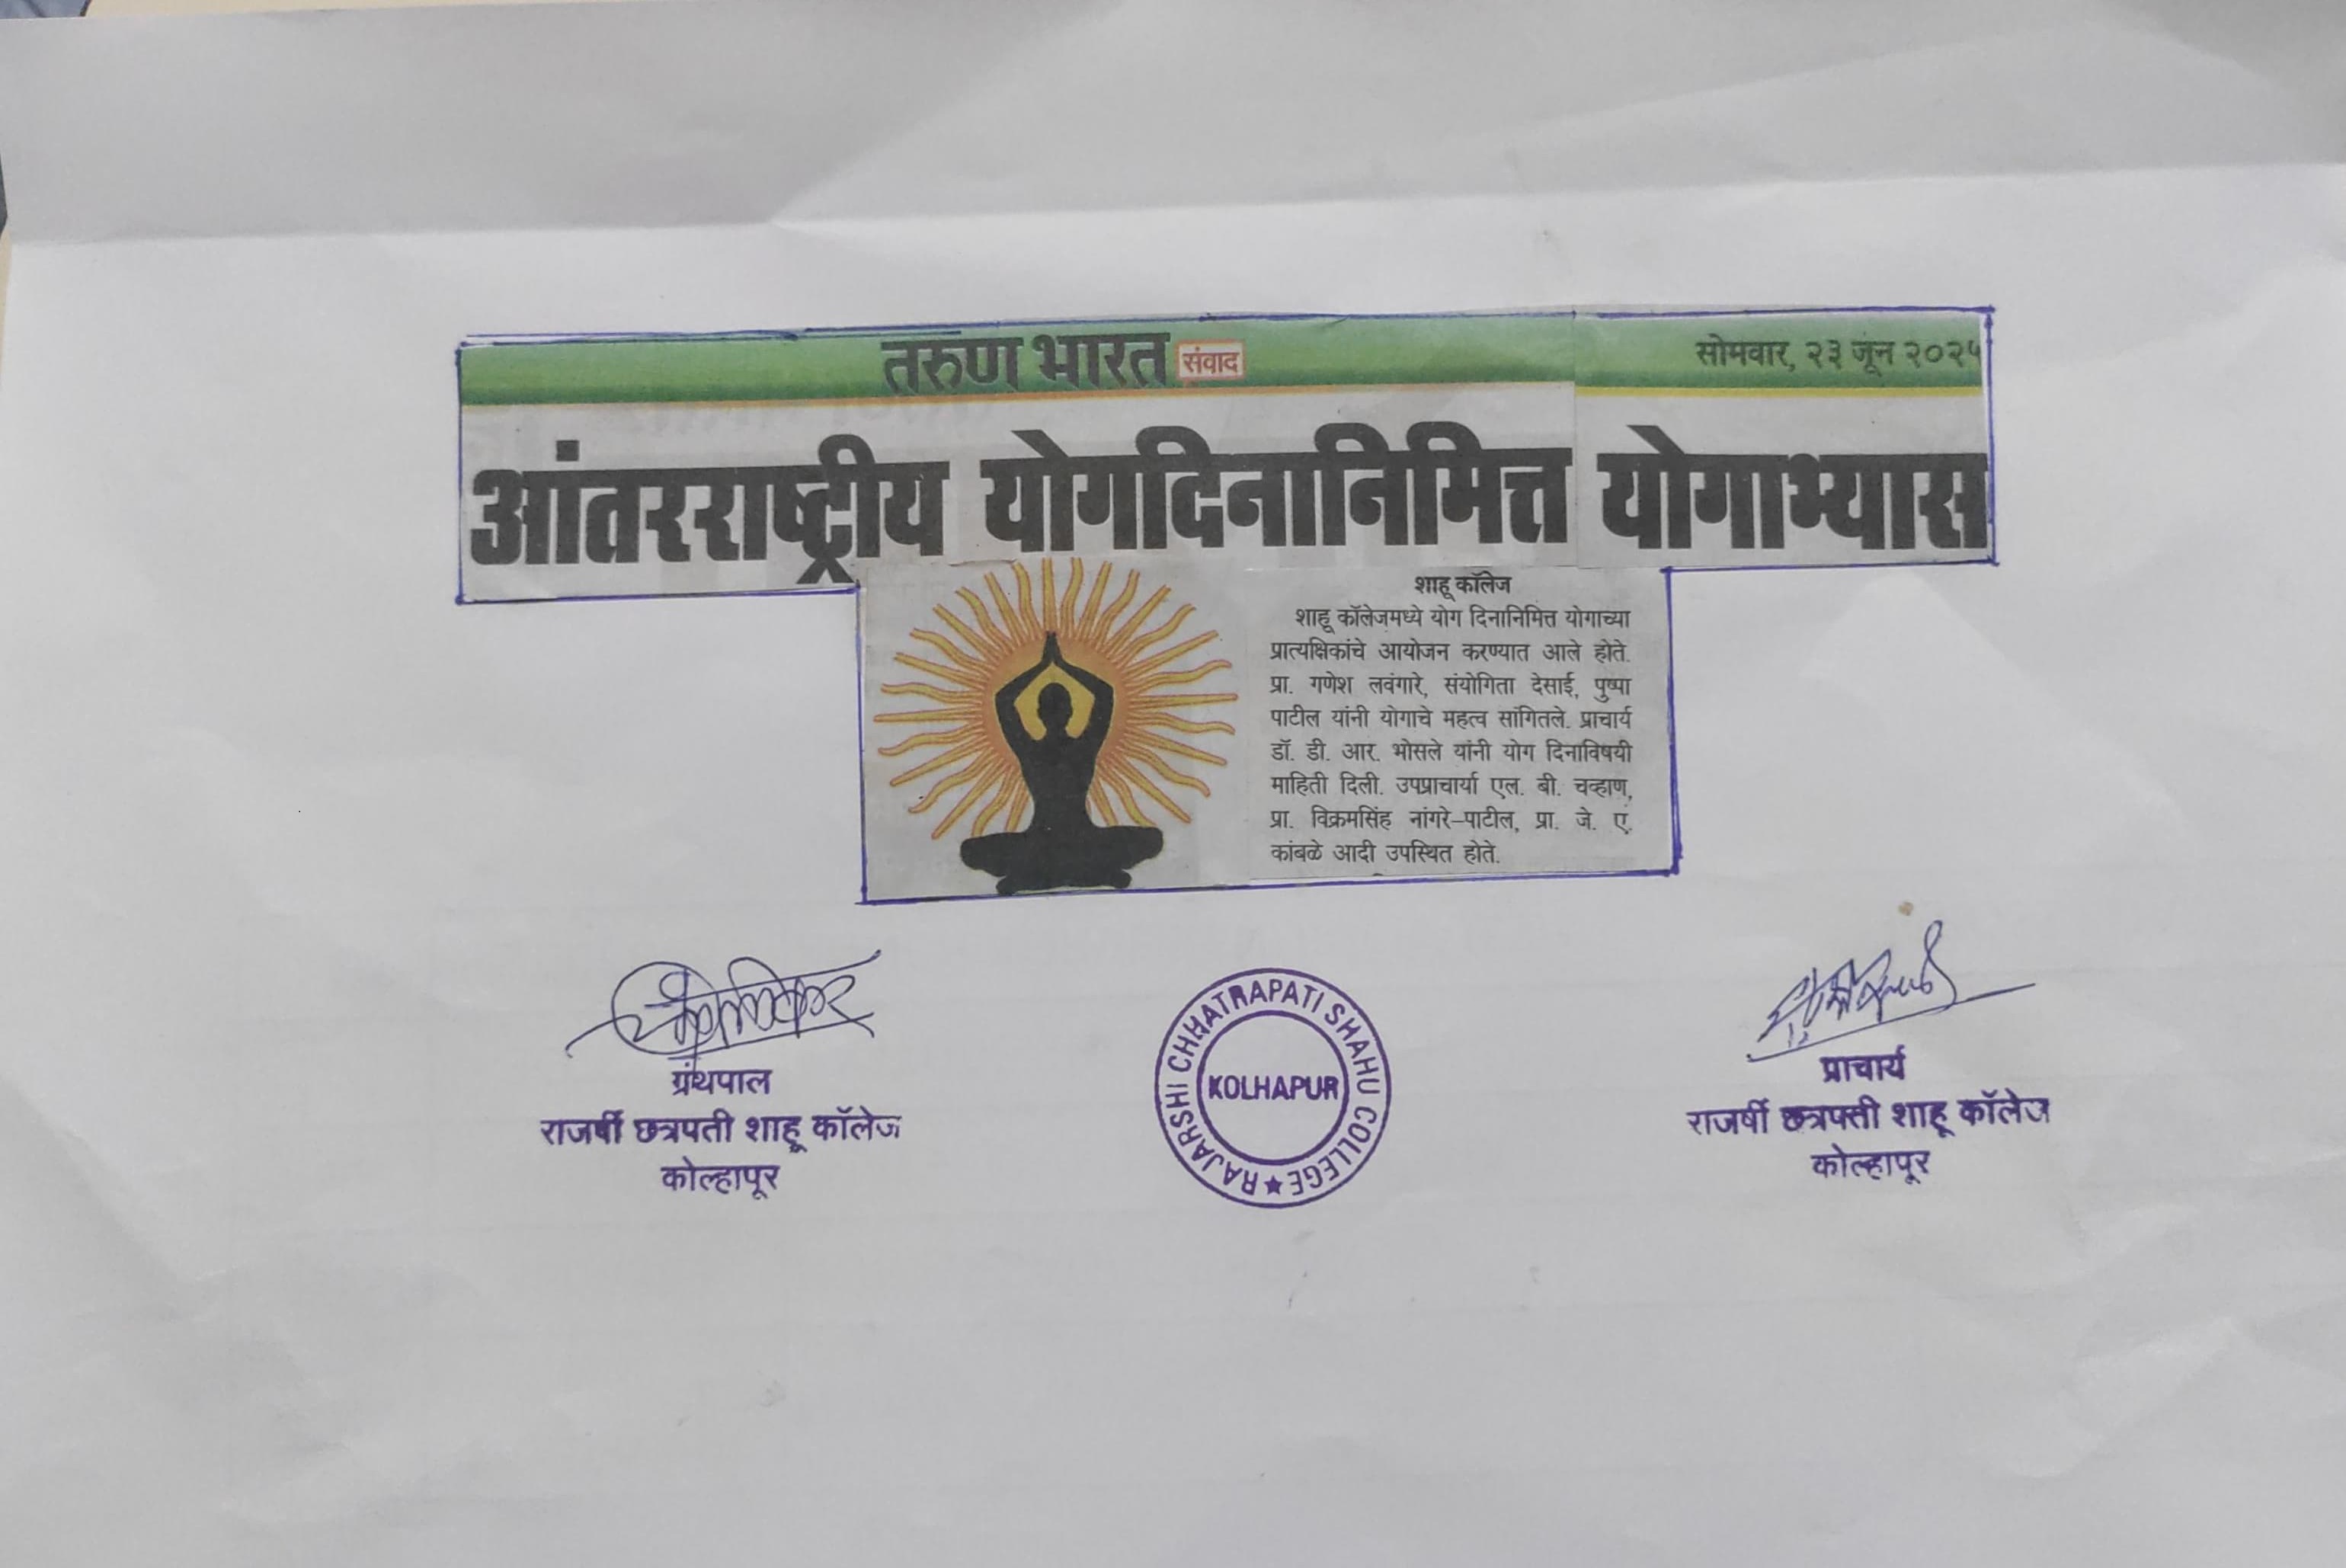 तरुण भारत संवाद
सोमवार, २३ जून २०२५
आंतरराष्ट्रीय योगदिनानिमित्त योगाभ्यास
शाहू कॉलेज
शाहू कॉलेजमध्ये योग दिनानिमित्त योगाच्या
प्रात्यक्षिकांचे आयोजन करण्यात आले होते.
प्रा. गणेश लवंगारे, संयोगिता देसाई, पुष्पा
पाटील यांनी योगाचे महत्व सांगितले. प्राचार्य
डॉ. डी. आर. भोसले यांनी योग दिनाविषयी
माहिती दिली. उपप्राचार्या एल. बी. चव्हाण,
प्रा. विक्रमसिंह नांगरे-पाटील, प्रा. जे. ए.
कांबळे आदी उपस्थित होते.
ग्रंथपाल
राजर्षी छत्रपती शाहू कॉलेज
कोल्हापूर
RAJARSHI CHHATRAPATI SHAHU COLLEGE ★
KOLHAPUR
प्राचार्य
राजर्षी छत्रपती शाहू कॉलेज
कोल्हापूर